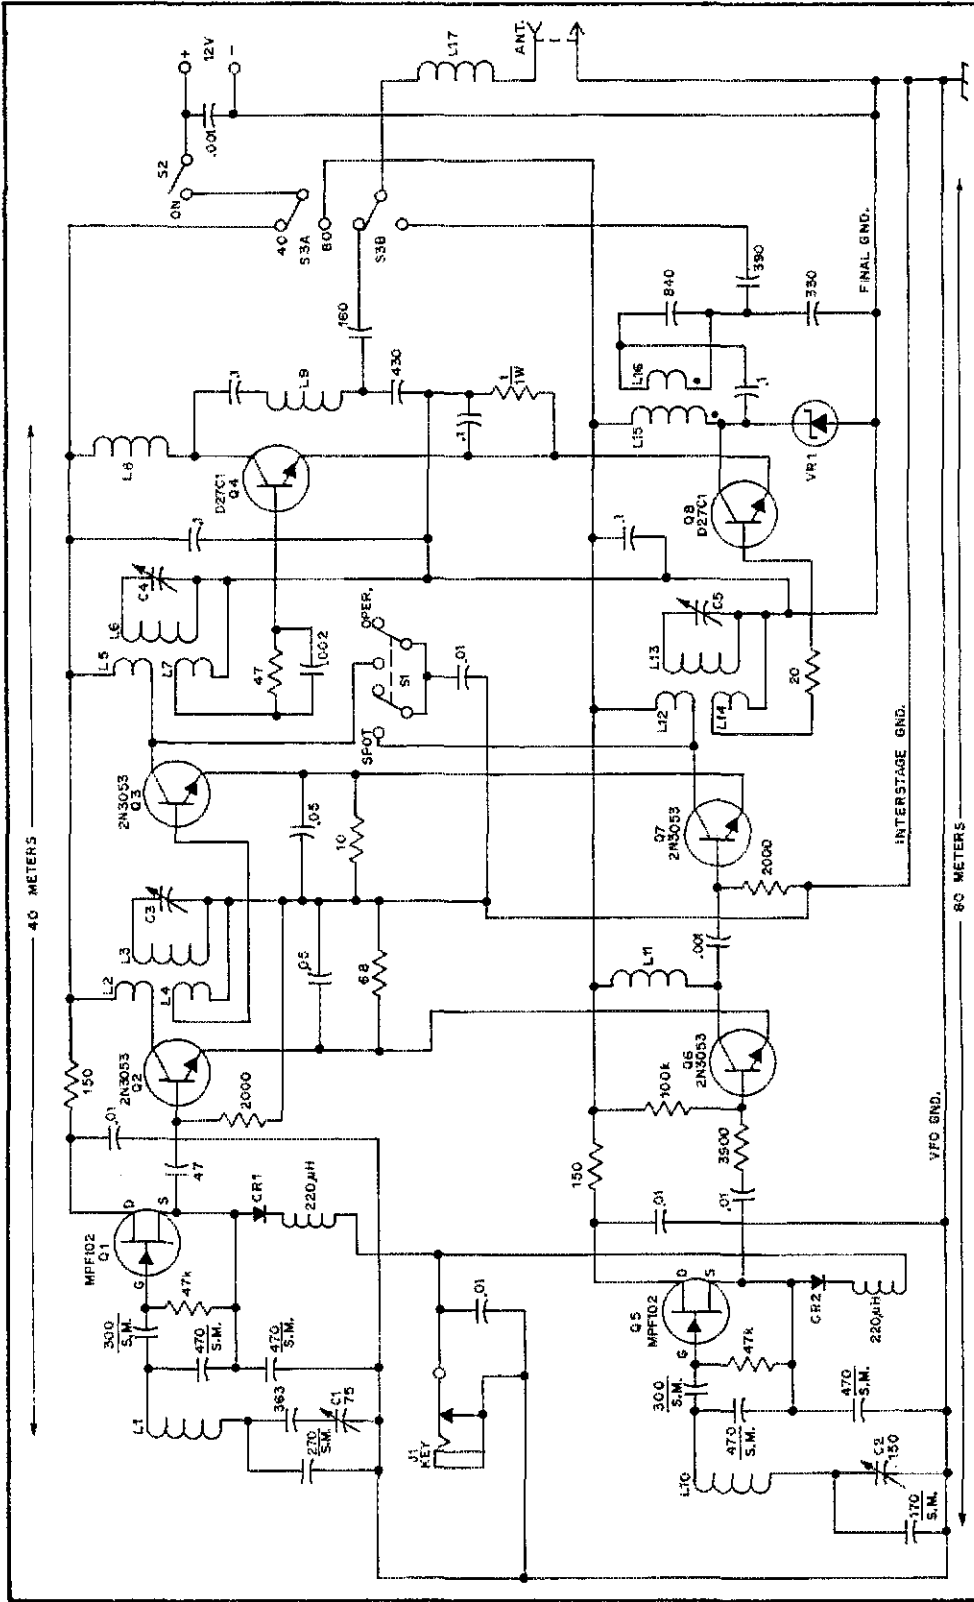 40 METERS
150
.01
L2
L3
C3
L4
2N3053
Q2
2000
47
MPF102
Q1
D
S
G
47k
300
S.M.
470
S.M.
470
S.M.
363
C1
75
270
S.M.
L1
CR1
220µH
.05
68
2N3053
Q3
.05
10
L5
L6
C4
L7
47
.002
.1
L8
D27C1
Q4
.1
L9
430
160
.1
1
1W
SPOT
S1
OPER.
.01
ON
S2
.001
+
12V
-
40
S3A
80
S3B
L17
ANT.
J1
KEY
.01
150
.01
100k
3900
.01
Q5
MPF102
D
S
G
47k
300
S.M.
470
S.M.
470
S.M.
L10
C2
150
170
S.M.
CR2
220µH
Q6
2N3053
L11
.001
Q7
2N3053
2000
L12
L13
C5
L14
20
.1
Q8
D27C1
L15
L16
.1
VR1
840
390
330
FINAL GND.
INTERSTAGE GND.
VFO GND.
80 METERS